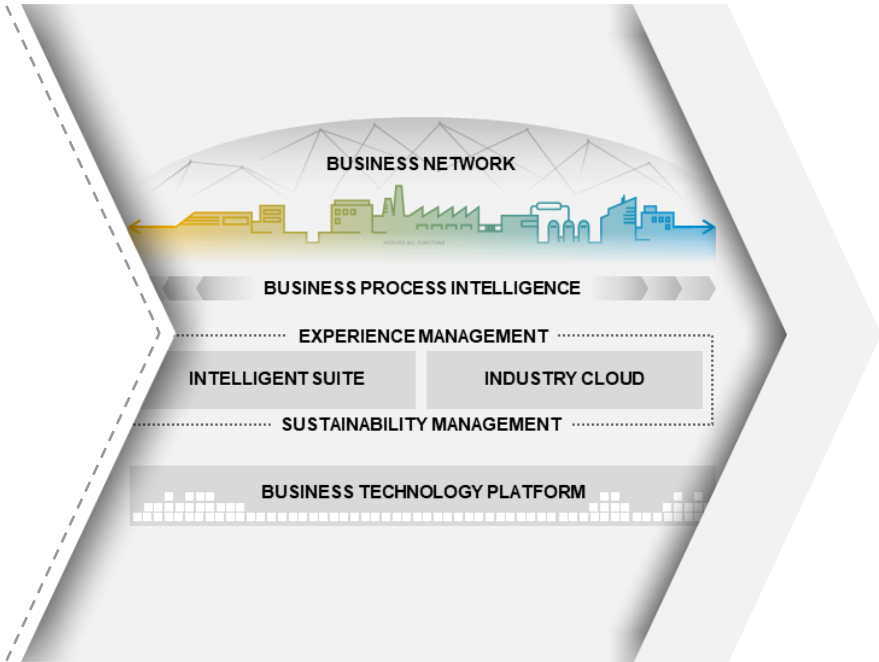 BUSINESS NETWORK
BUSINESS PROCESS INTELLIGENCE
EXPERIENCE MANAGEMENT
INTELLIGENT SUITE
INDUSTRY CLOUD
SUSTAINABILITY MANAGEMENT
BUSINESS TECHNOLOGY PLATFORM